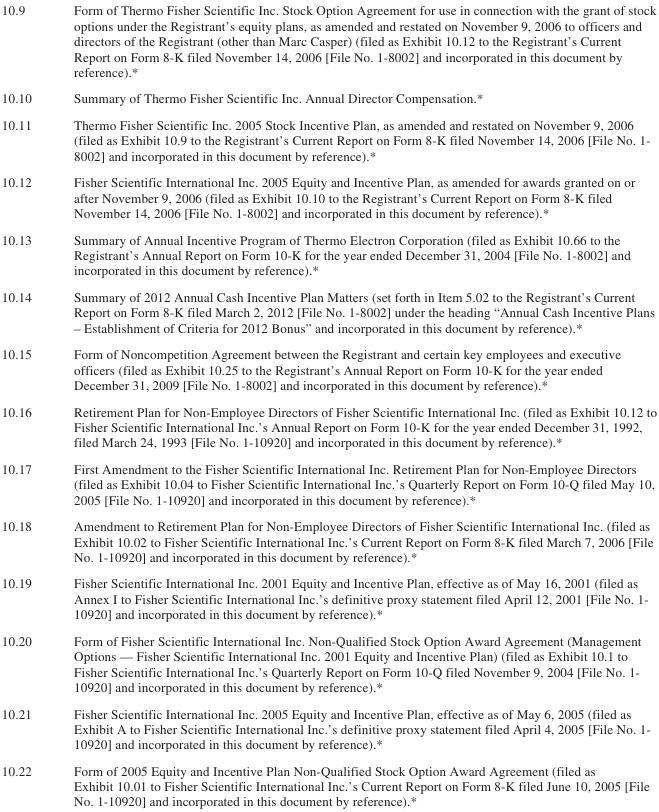 10.9 Form of Thermo Fisher Scientific Inc. Stock Option Agreement for use in connection with the grant of stock
options under the Registrant's equity plans, as amended and restated on November 9, 2006 to officers and
directors of the Registrant (other than Marc Casper) (filed as Exhibit 10.12 to the Registrant's Current
Report on Form 8-K filed November 14, 2006 [File No. 1-8002] and incorporated in this document by
reference).*
10.10 Summary of Thermo Fisher Scientific Inc. Annual Director Compensation.*
10.11 Thermo Fisher Scientific Inc. 2005 Stock Incentive Plan, as amended and restated on November 9, 2006
(filed as Exhibit 10.9 to the Registrant's Current Report on Form 8-K filed November 14, 2006 [File No. 1-
8002] and incorporated in this document by reference).*
10.12 Fisher Scientific International Inc. 2005 Equity and Incentive Plan, as amended for awards granted on or
after November 9, 2006 (filed as Exhibit 10.10 to the Registrant's Current Report on Form 8-K filed
November 14, 2006 [File No. 1-8002] and incorporated in this document by reference).*
10.13 Summary of Annual Incentive Program of Thermo Electron Corporation (filed as Exhibit 10.66 to the
Registrant's Annual Report on Form 10-K for the year ended December 31, 2004 [File No. 1-8002] and
incorporated in this document by reference).*
10.14 Summary of 2012 Annual Cash Incentive Plan Matters (set forth in Item 5.02 to the Registrant's Current
Report on Form 8-K filed March 2, 2012 [File No. 1-8002] under the heading “Annual Cash Incentive Plans
– Establishment of Criteria for 2012 Bonus” and incorporated in this document by reference).*
10.15 Form of Noncompetition Agreement between the Registrant and certain key employees and executive
officers (filed as Exhibit 10.25 to the Registrant's Annual Report on Form 10-K for the year ended
December 31, 2009 [File No. 1-8002] and incorporated in this document by reference).*
10.16 Retirement Plan for Non-Employee Directors of Fisher Scientific International Inc. (filed as Exhibit 10.12 to
Fisher Scientific International Inc.'s Annual Report on Form 10-K for the year ended December 31, 1992,
filed March 24, 1993 [File No. 1-10920] and incorporated in this document by reference).*
10.17 First Amendment to the Fisher Scientific International Inc. Retirement Plan for Non-Employee Directors
(filed as Exhibit 10.04 to Fisher Scientific International Inc.'s Quarterly Report on Form 10-Q filed May 10,
2005 [File No. 1-10920] and incorporated in this document by reference).*
10.18 Amendment to Retirement Plan for Non-Employee Directors of Fisher Scientific International Inc. (filed as
Exhibit 10.02 to Fisher Scientific International Inc.'s Current Report on Form 8-K filed March 7, 2006 [File
No. 1-10920] and incorporated in this document by reference).*
10.19 Fisher Scientific International Inc. 2001 Equity and Incentive Plan, effective as of May 16, 2001 (filed as
Annex I to Fisher Scientific International Inc.'s definitive proxy statement filed April 12, 2001 [File No. 1-
10920] and incorporated in this document by reference).*
10.20 Form of Fisher Scientific International Inc. Non-Qualified Stock Option Award Agreement (Management
Options — Fisher Scientific International Inc. 2001 Equity and Incentive Plan) (filed as Exhibit 10.1 to
Fisher Scientific International Inc.'s Quarterly Report on Form 10-Q filed November 9, 2004 [File No. 1-
10920] and incorporated in this document by reference).*
10.21 Fisher Scientific International Inc. 2005 Equity and Incentive Plan, effective as of May 6, 2005 (filed as
Exhibit A to Fisher Scientific International Inc.'s definitive proxy statement filed April 4, 2005 [File No. 1-
10920] and incorporated in this document by reference).*
10.22 Form of 2005 Equity and Incentive Plan Non-Qualified Stock Option Award Agreement (filed as
Exhibit 10.01 to Fisher Scientific International Inc.'s Current Report on Form 8-K filed June 10, 2005 [File
No. 1-10920] and incorporated in this document by reference).*